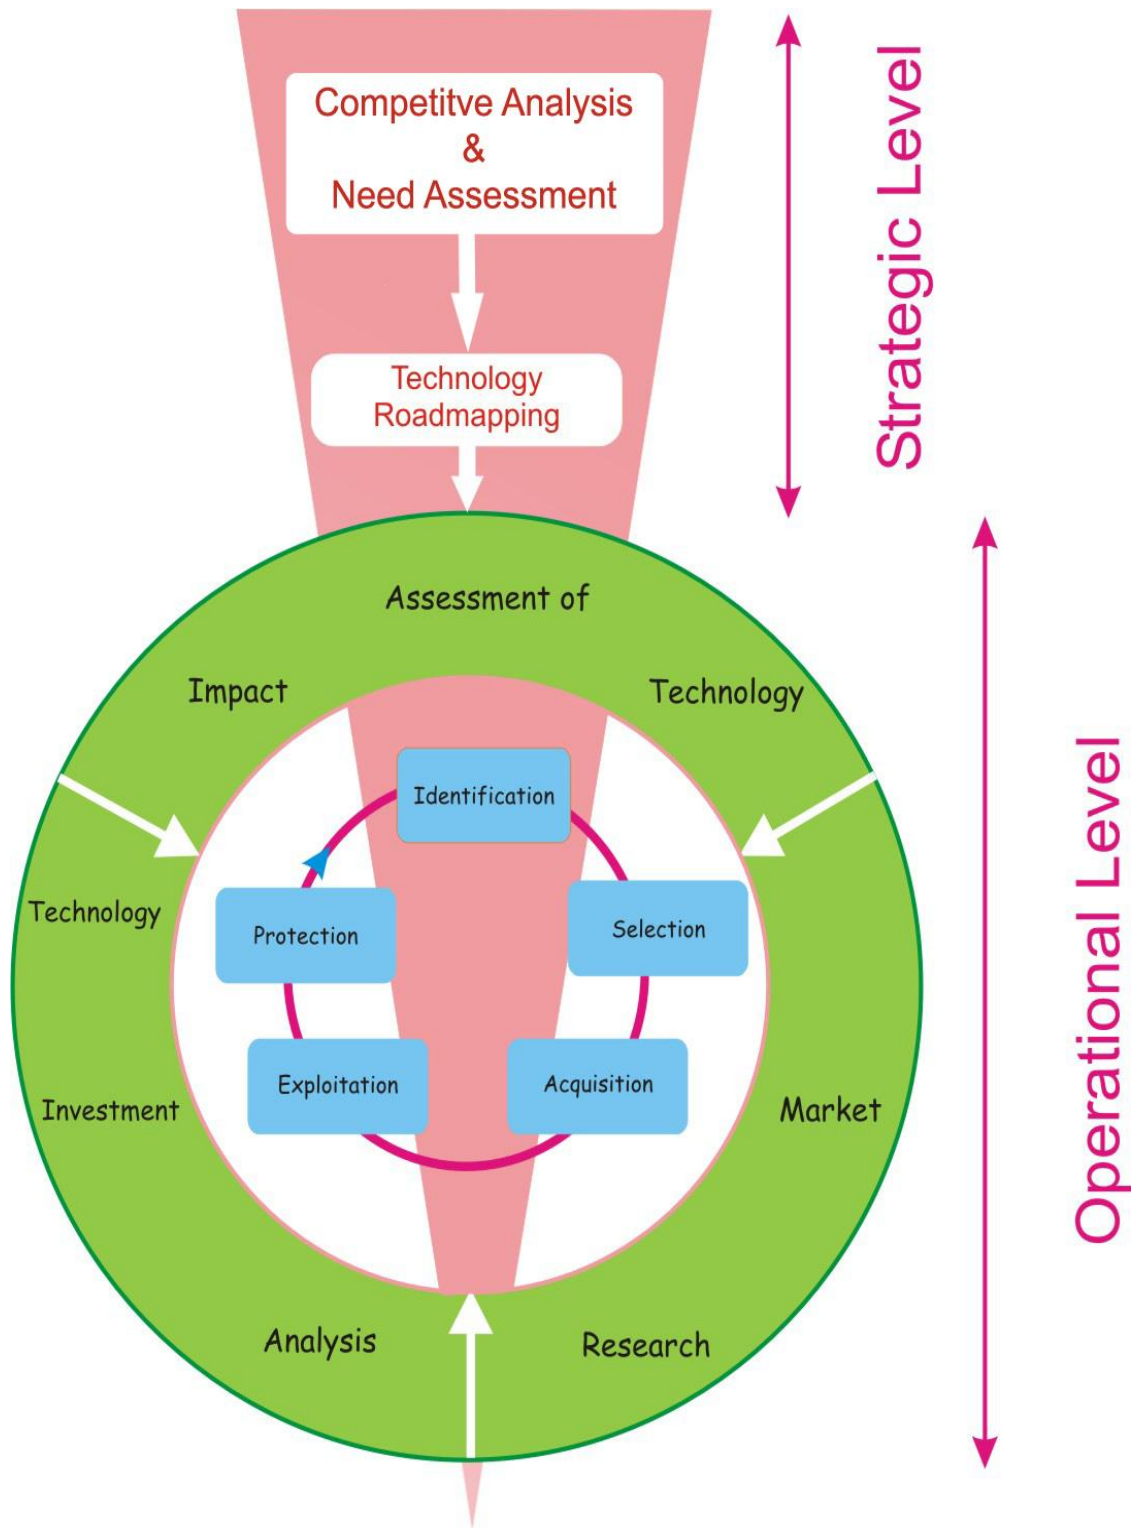 Competitve Analysis
&
Need Assessment
Technology
Roadmapping
Strategic Level
Impact
Assessment of
Technology
Technology
Investment
Analysis
Market
Research
Identification
Selection
Acquisition
Exploitation
Protection
Operational Level